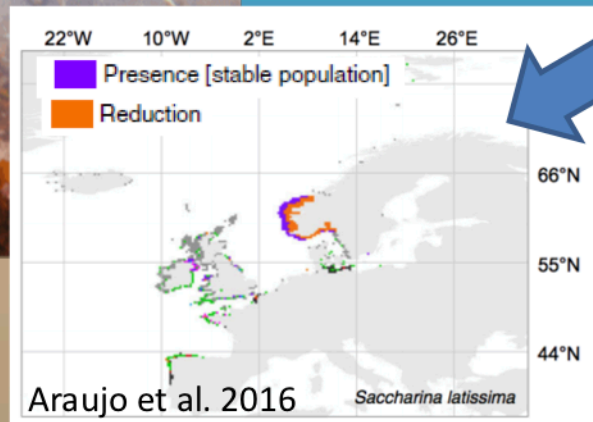 22°W 10°W 2°E 14°E 26°E
Presence [stable population]
Reduction
66°N
55°N
44°N
Araujo et al. 2016
Saccharina latissima